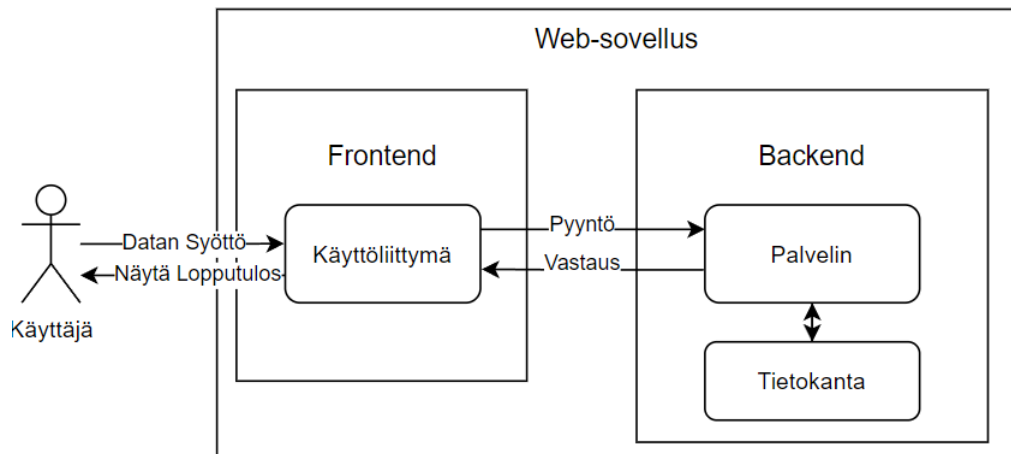 Web-sovellus
Frontend
Backend
Datan Syöttö
Käyttöliittymä
Pyyntö
Palvelin
Näytä Lopputulos
Vastaus
Käyttäjä
Tietokanta